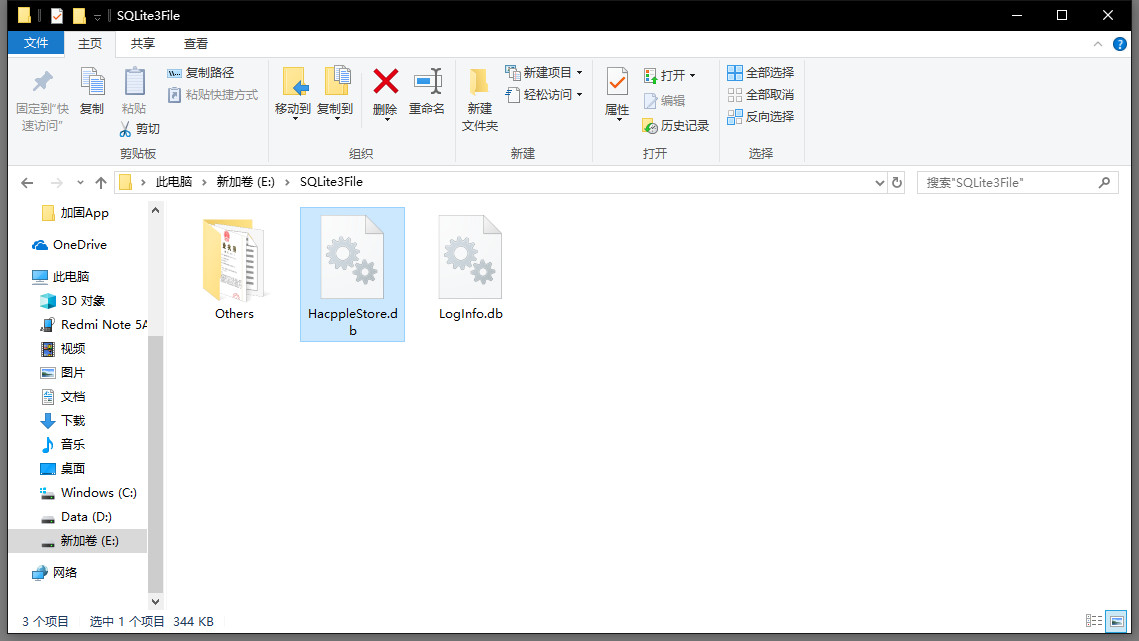 SQLite3File
文件 主页 共享 查看
固定到“快速访问”
复制
粘贴
复制路径
粘贴快捷方式
剪切
剪贴板
移动到
复制到
删除
重命名
组织
新建
文件夹
新建项目
轻松访问
新建
属性
打开
编辑
历史记录
打开
全部选择
全部取消
反向选择
选择
此电脑 新加卷 (E:) SQLite3File
搜索"SQLite3File"
加固App
OneDrive
此电脑
3D 对象
Redmi Note 5A
视频
图片
文档
下载
音乐
桌面
Windows (C:)
Data (D:)
新加卷 (E:)
网络
Others
HacppleStore.d
b
LogInfo.db
3 个项目 选中 1 个项目 344 KB